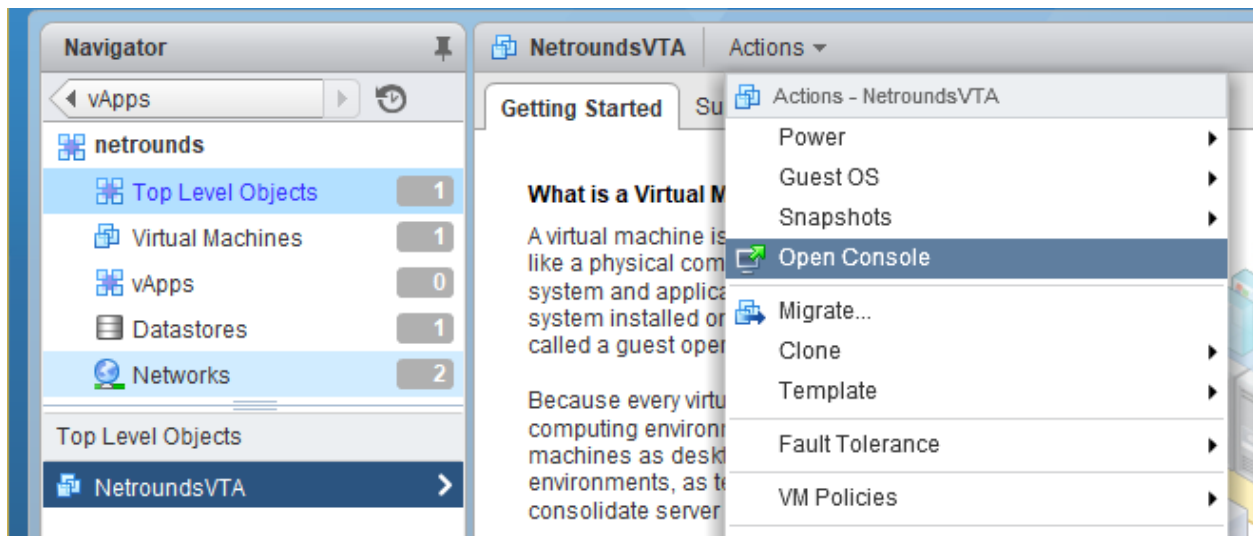 Navigator
vApps
netrounds
Top Level Objects 1
Virtual Machines 1
vApps 0
Datastores 1
Networks 2
Top Level Objects
NetroundsVTA
NetroundsVTA Actions
Getting Started Su
What is a Virtual M
A virtual machine is
like a physical com
system and applica
system installed or
called a guest oper
Because every virtu
computing environ
machines as desk
environments, as te
consolidate server
Actions - NetroundsVTA
Power
Guest OS
Snapshots
Open Console
Migrate...
Clone
Template
Fault Tolerance
VM Policies